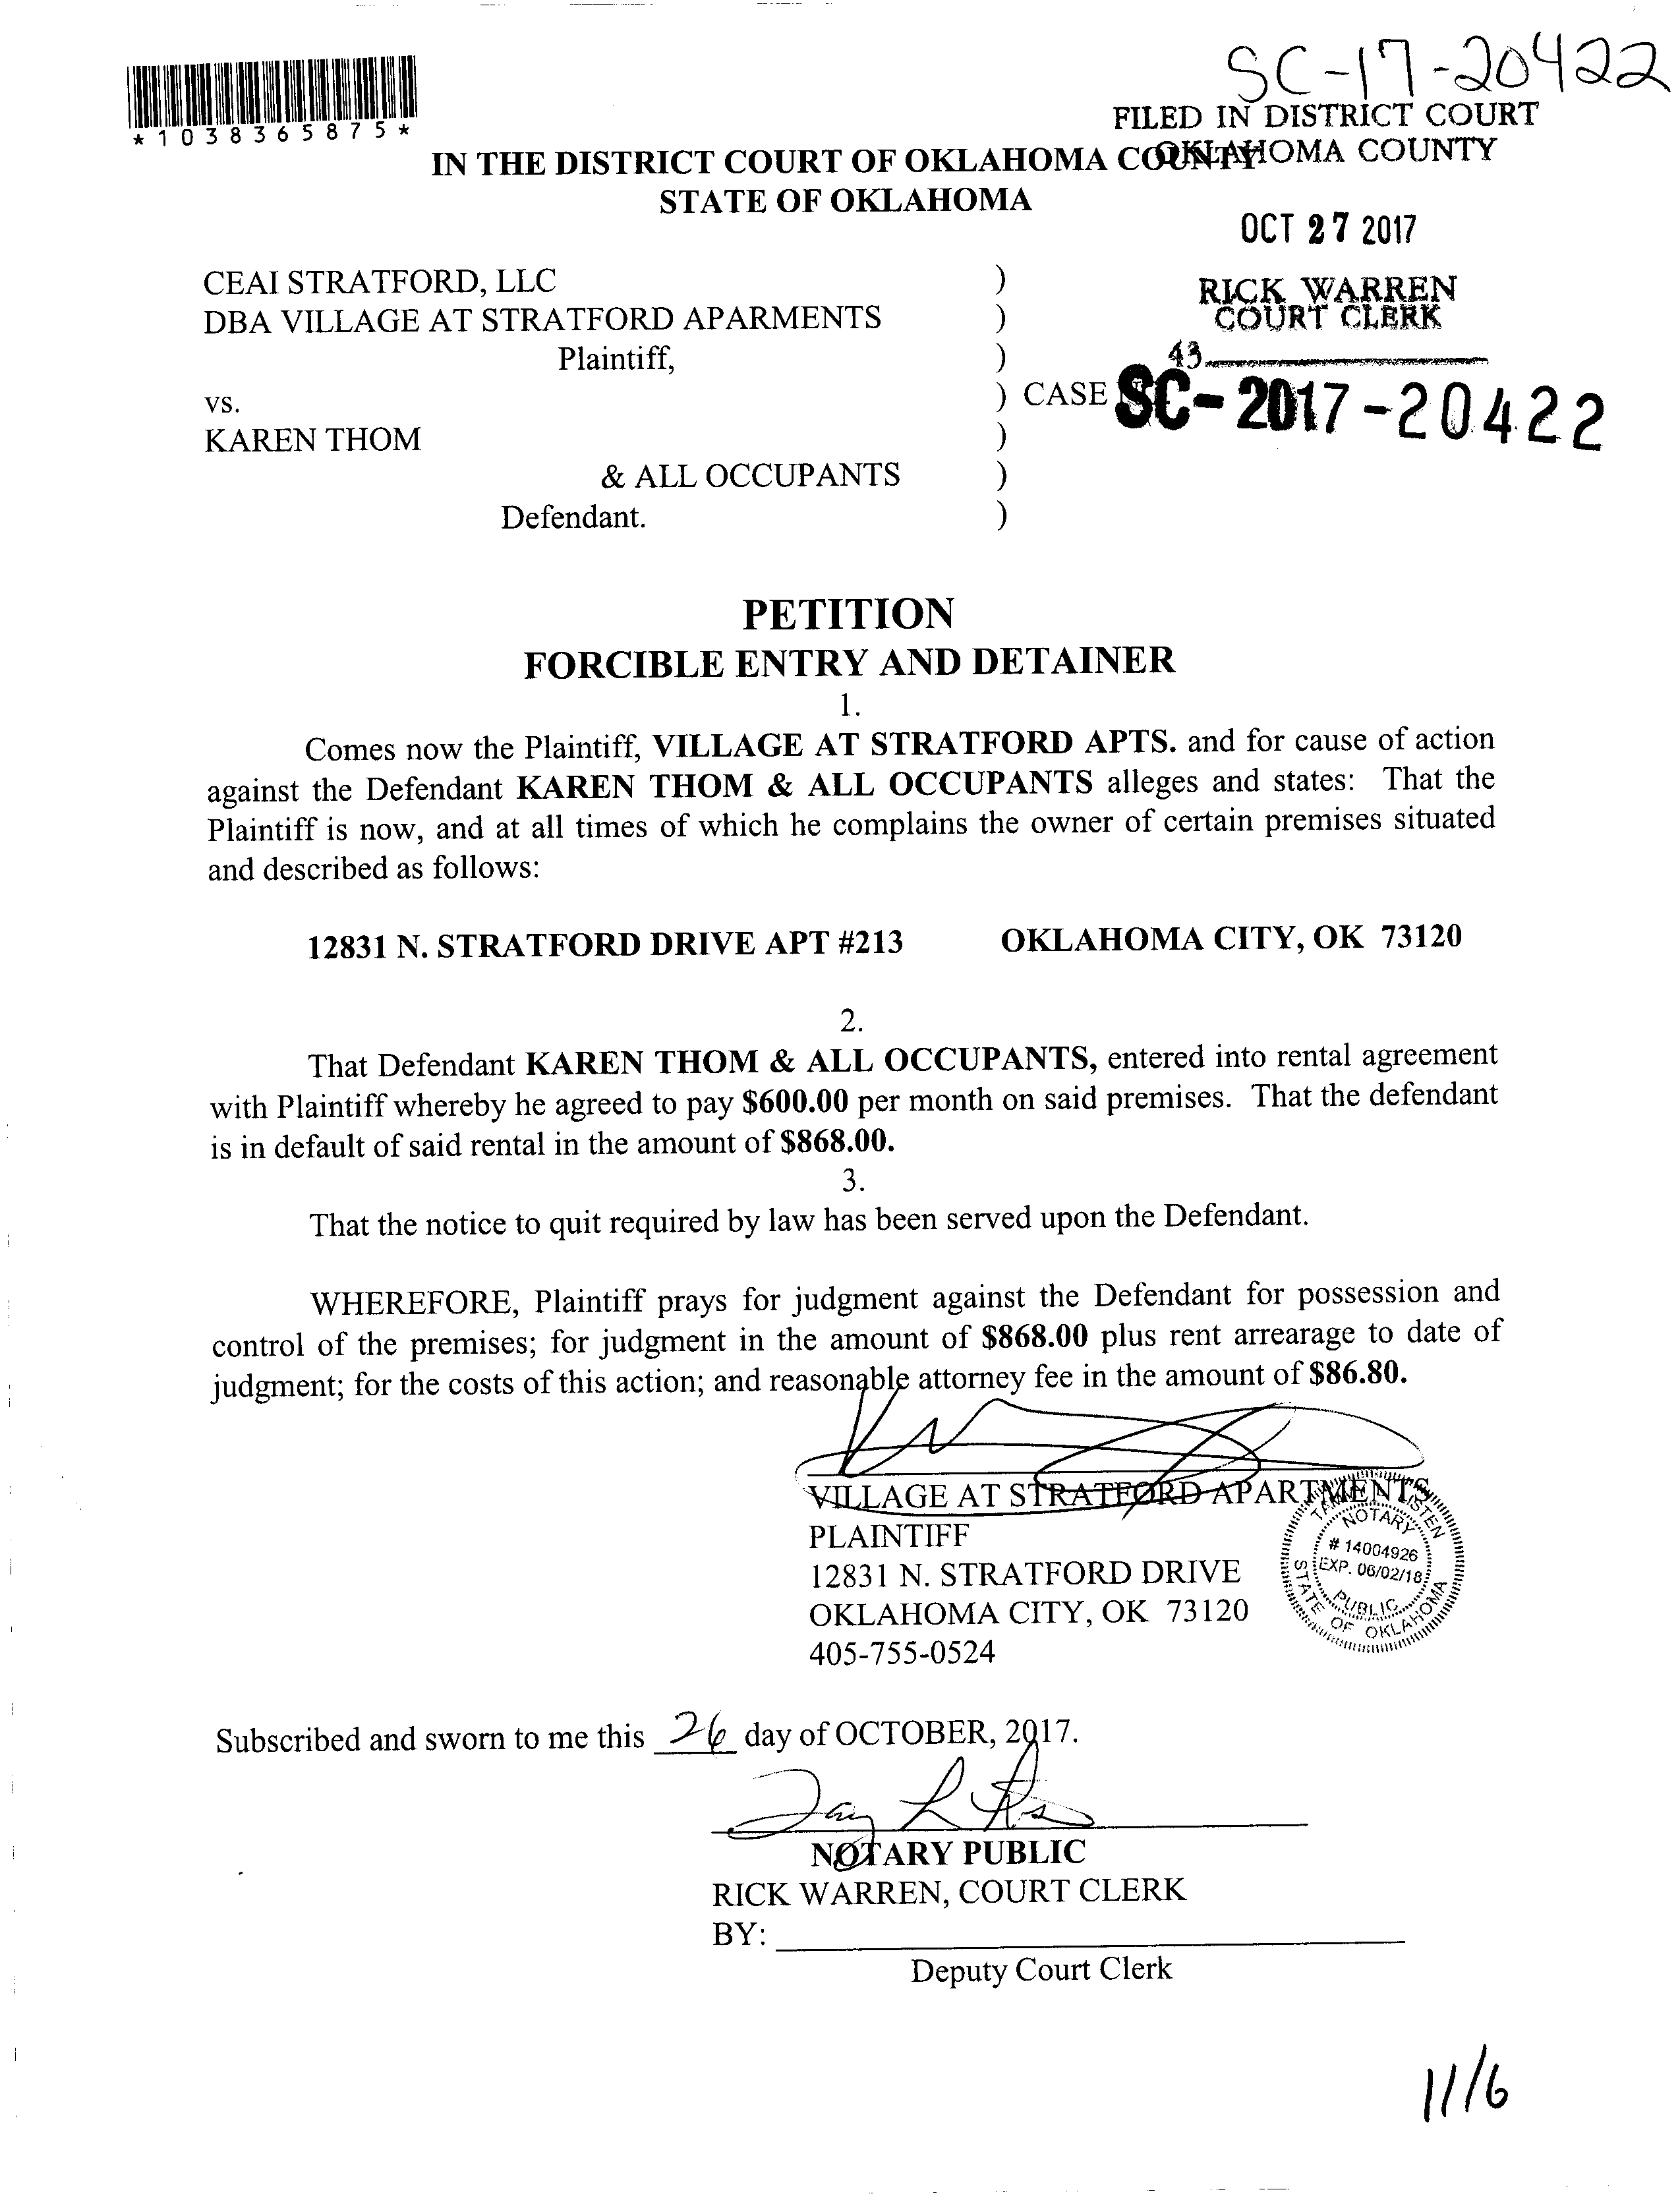 SC-17-20422
*1038365875*
FILED IN DISTRICT COURT
OKLAHOMA COUNTY
IN THE DISTRICT COURT OF OKLAHOMA COUNTY
STATE OF OKLAHOMA
OCT 27 2017
RICK WARREN
COURT CLERK
43
CEAI STRATFORD, LLC )
DBA VILLAGE AT STRATFORD APARMENTS )
Plaintiff, )
vs. ) CASE SC-2017-20422
KAREN THOM )
& ALL OCCUPANTS )
Defendant. )
PETITION
FORCIBLE ENTRY AND DETAINER
1.
Comes now the Plaintiff, VILLAGE AT STRATFORD APTS. and for cause of action
against the Defendant KAREN THOM & ALL OCCUPANTS alleges and states: That the
Plaintiff is now, and at all times of which he complains the owner of certain premises situated
and described as follows:
12831 N. STRATFORD DRIVE APT #213 OKLAHOMA CITY, OK 73120
2.
That Defendant KAREN THOM & ALL OCCUPANTS, entered into rental agreement
with Plaintiff whereby he agreed to pay $600.00 per month on said premises. That the defendant
is in default of said rental in the amount of $868.00.
3.
That the notice to quit required by law has been served upon the Defendant.
WHEREFORE, Plaintiff prays for judgment against the Defendant for possession and
control of the premises; for judgment in the amount of $868.00 plus rent arrearage to date of
judgment; for the costs of this action; and reasonable attorney fee in the amount of $86.80.
VILLAGE AT STRATFORD APARTMENTS
PLAINTIFF
12831 N. STRATFORD DRIVE
OKLAHOMA CITY, OK 73120
405-755-0524
NOTARY
# 14004926
EXP. 06/02/18
PUBLIC
STATE OF OKLAHOMA
Subscribed and sworn to me this 26 day of OCTOBER, 2017.
NOTARY PUBLIC
RICK WARREN, COURT CLERK
BY:
Deputy Court Clerk
11/6